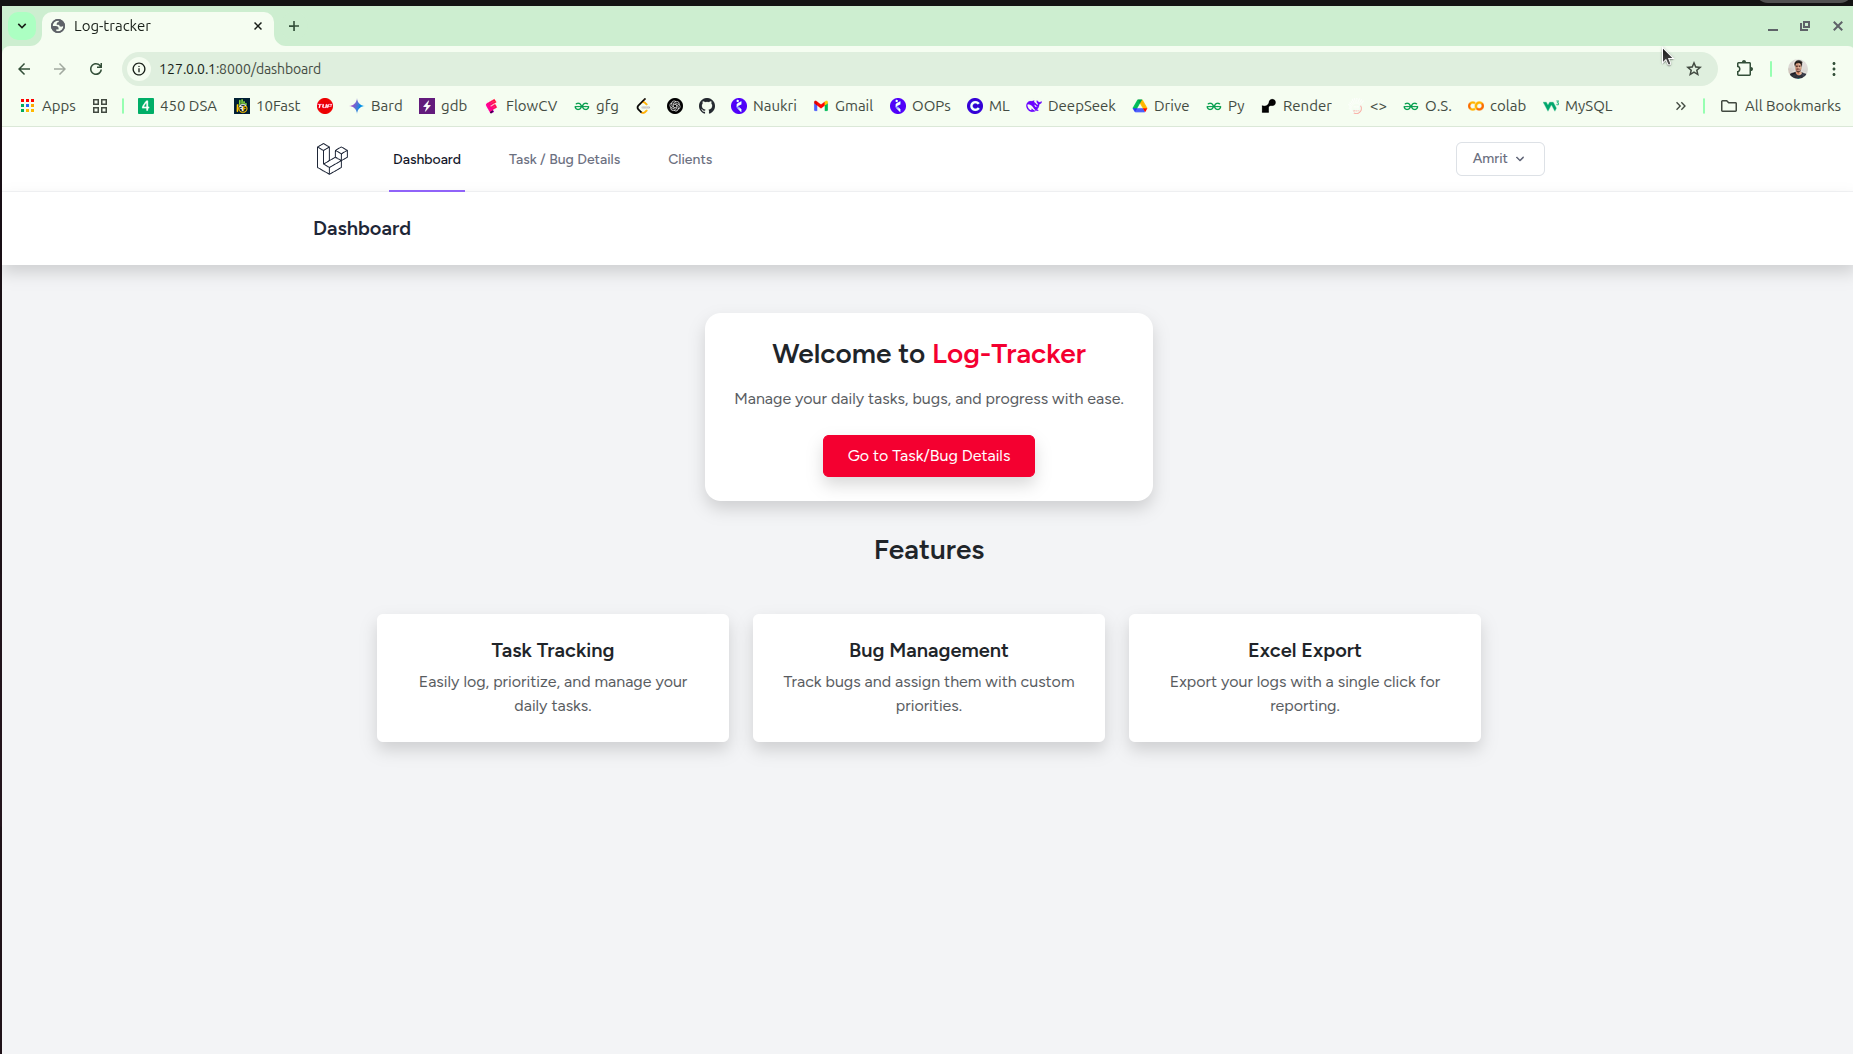 Log-tracker
127.0.0.1:8000/dashboard
Apps 4 450 DSA 10Fast TUF Bard gdb FlowCV gfg Naukri Gmail OOPs ML DeepSeek Drive Py Render <> O.S. colab MySQL » All Bookmarks
Dashboard Task / Bug Details Clients Amrit
Dashboard
Welcome to Log-Tracker
Manage your daily tasks, bugs, and progress with ease.
Go to Task/Bug Details
Features
Task Tracking
Easily log, prioritize, and manage your
daily tasks.
Bug Management
Track bugs and assign them with custom
priorities.
Excel Export
Export your logs with a single click for
reporting.